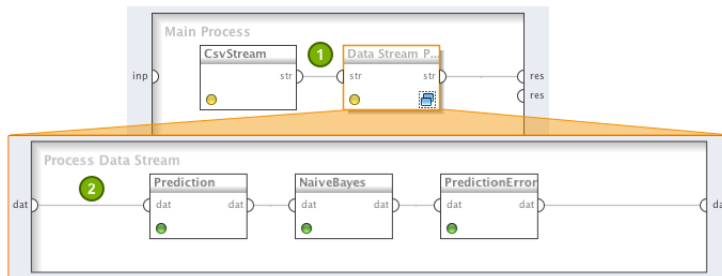 Main Process
CsvStream
1
Data Stream P...
inp
str
str
str
res
res
Process Data Stream
2
Prediction
NaiveBayes
PredictionError
dat
dat
dat
dat
dat
dat
dat
da